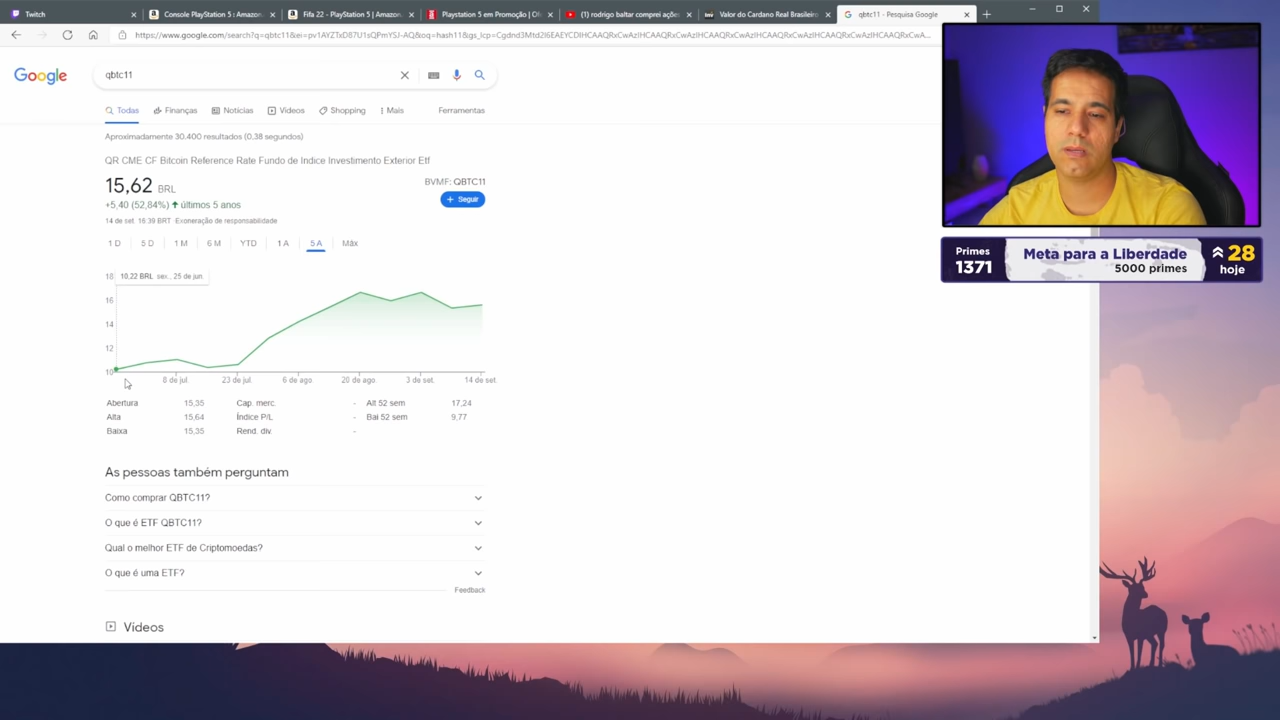 Twitch
Console PlayStation 5 : Amazon.
Fifa 22 - PlayStation 5 | Amazon.
Playstation 5 em Promoção | Ofe
(1) rodrigo baltar comprei ações
Valor do Cardano Real Brasileiro
qbtc11 - Pesquisa Google
Google
qbtc11
Todas
Finanças
Notícias
Vídeos
Shopping
Mais
Ferramentas
Aproximadamente 30.400 resultados (0,38 segundos)
QR CME CF Bitcoin Reference Rate Fundo de Indice Investimento Exterior Etf
15,62 BRL
BVMF: QBTC11
+5,40 (52,84%) últimos 5 anos
+ Seguir
14 de set. 16:39 BRT · Exoneração de responsabilidade
1 D 5 D 1 M 6 M YTD 1 A 5 A Máx
18
10,22 BRL sex., 25 de jun.
16
14
12
10
8 de jul. 23 de jul. 6 de ago. 20 de ago. 3 de set. 14 de set.
Abertura 15,35 Cap. merc. - Alt 52 sem 17,24
Alta 15,64 Índice P/L - Bai 52 sem 9,77
Baixa 15,35 Rend. div. -
As pessoas também perguntam
Como comprar QBTC11?
O que é ETF QBTC11?
Qual o melhor ETF de Criptomoedas?
O que é uma ETF?
Feedback
Vídeos
Primes
1371
Meta para a Liberdade
5000 primes
28
hoje